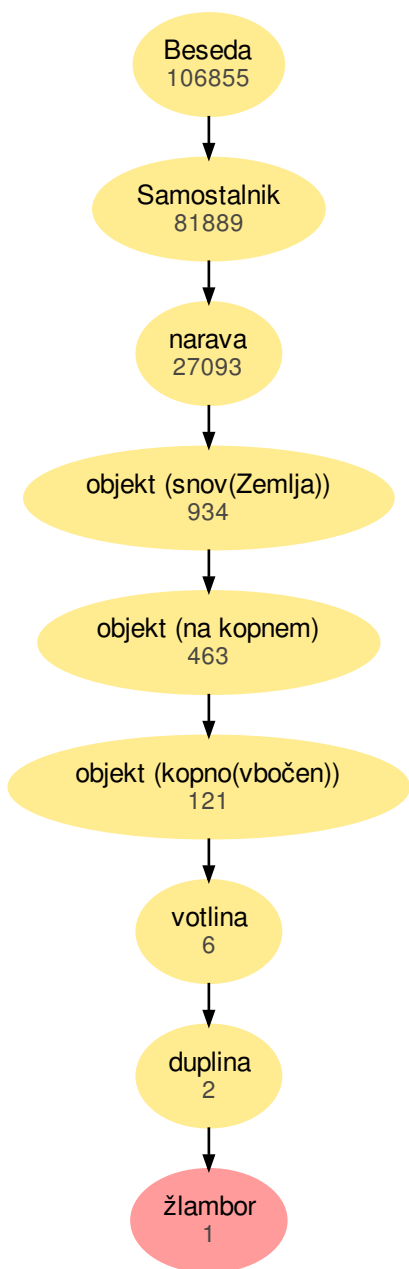 Beseda
106855
Samostalnik
81889
narava
27093
objekt (snov(Zemlja))
934
objekt (na kopnem)
463
objekt (kopno(vbočen))
121
votlina
6
duplina
2
žlambor
1